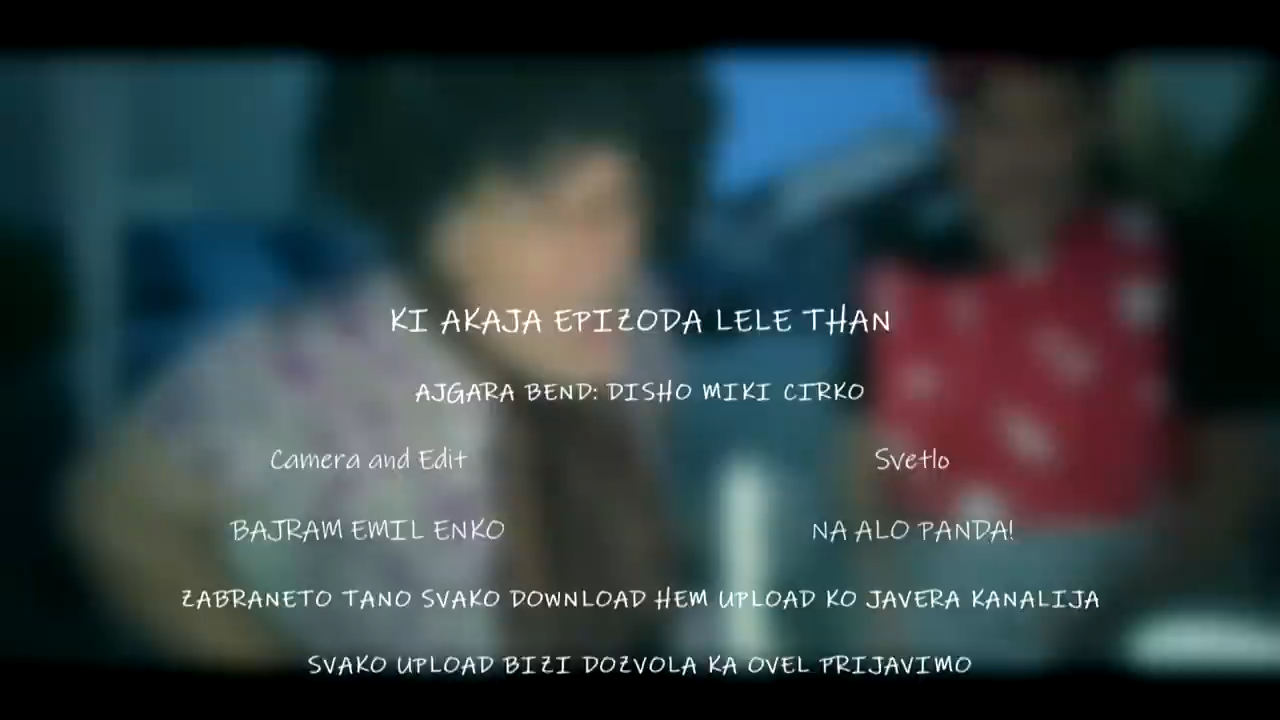 KI AKAJA EPIZODA LELE THAN
AJGARA BEND: DISHO MIKI CIRKO
Camera and Edit
Svetlo
BAJRAM EMIL ENKO
NA ALO PANDA!
ZABRANETO TANO SVAKO DOWNLOAD HEM UPLOAD KO JAVERA KANALIJA
SVAKO UPLOAD BIZI DOZVOLA KA OVEL PRIJAVIMO